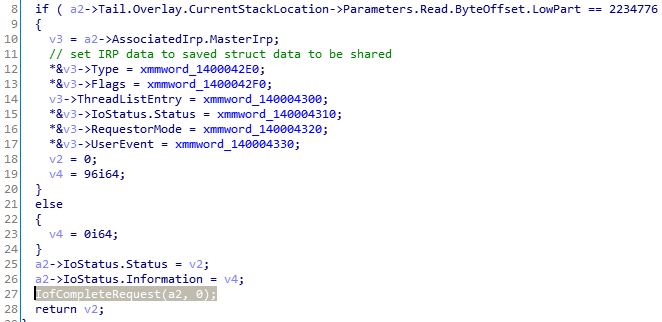 8 if ( a2->Tail.Overlay.CurrentStackLocation->Parameters.Read.ByteOffset.LowPart == 2234776
9 {
10 v3 = a2->AssociatedIrp.MasterIrp;
11 // set IRP data to saved struct data to be shared
12 *&v3->Type = xmmword_1400042E0;
13 *&v3->Flags = xmmword_1400042F0;
14 v3->ThreadListEntry = xmmword_140004300;
15 *&v3->IoStatus.Status = xmmword_140004310;
16 *&v3->RequestorMode = xmmword_140004320;
17 *&v3->UserEvent = xmmword_140004330;
18 v2 = 0;
19 v4 = 96i64;
20 }
21 else
22 {
23 v4 = 0i64;
24 }
25 a2->IoStatus.Status = v2;
26 a2->IoStatus.Information = v4;
27 IofCompleteRequest(a2, 0);
28 return v2;